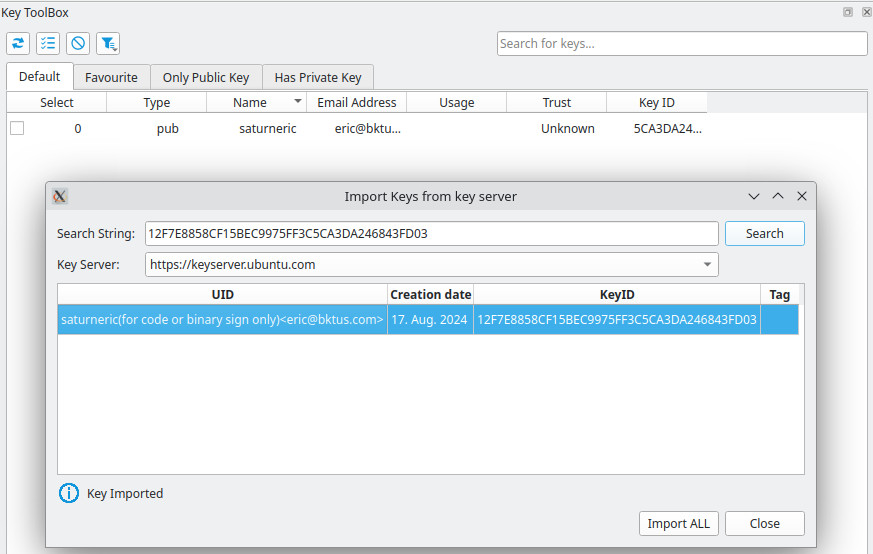 Key ToolBox
Search for keys...
Default Favourite Only Public Key Has Private Key
Select Type Name Email Address Usage Trust Key ID
0 pub saturneric eric@bktu... Unknown 5CA3DA24...
Import Keys from key server
Search String: 12F7E8858CF15BEC9975FF3C5CA3DA246843FD03 Search
Key Server: https://keyserver.ubuntu.com
UID Creation date KeyID Tag
saturneric(for code or binary sign only)<eric@bktus.com> 17. Aug. 2024 12F7E8858CF15BEC9975FF3C5CA3DA246843FD03
Key Imported
Import ALL Close